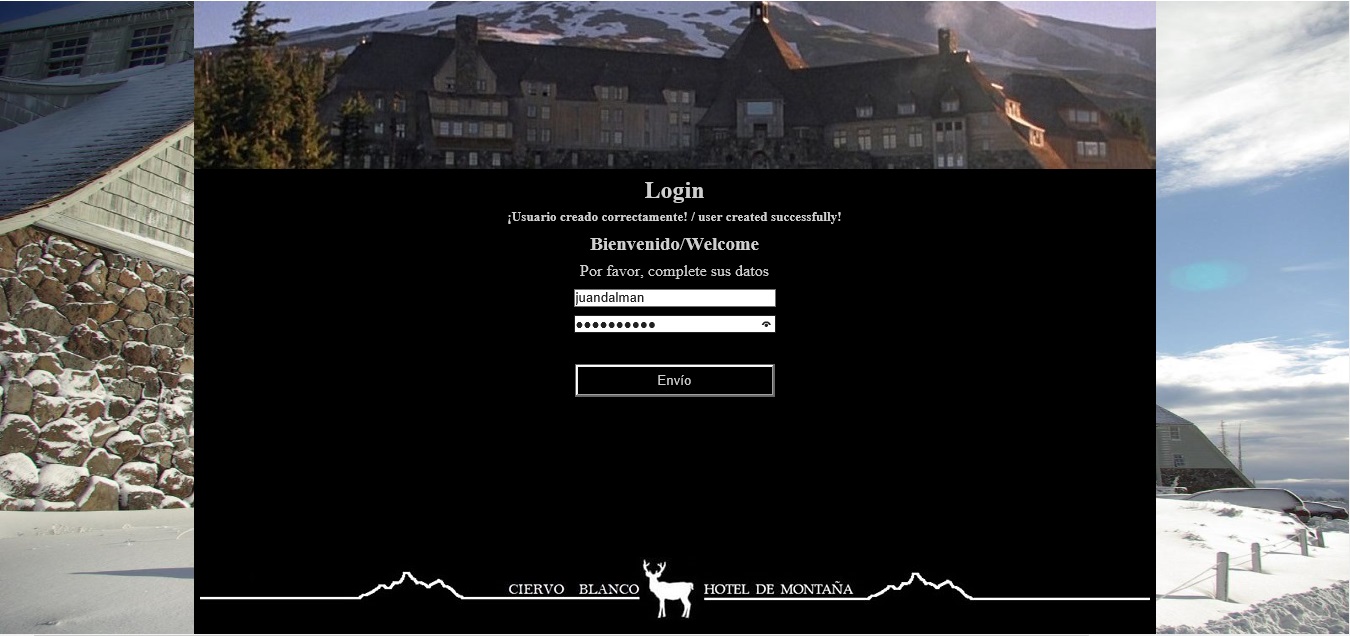 Login
¡Usuario creado correctamente! / user created successfully!
Bienvenido/Welcome
Por favor, complete sus datos
juandalman
●●●●●●●●●●
Envío
CIERVO BLANCO HOTEL DE MONTAÑA